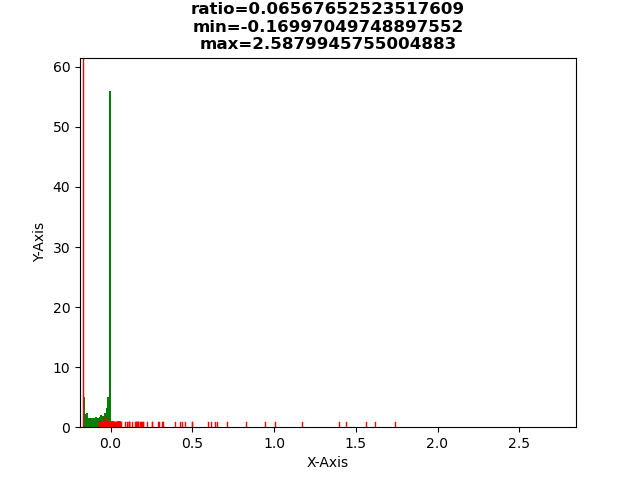 ratio=0.06567652523517609
min=-0.16997049748897552
max=2.5879945755004883
60
50
40
30
20
10
0
Y-Axis
0.0 0.5 1.0 1.5 2.0 2.5
X-Axis